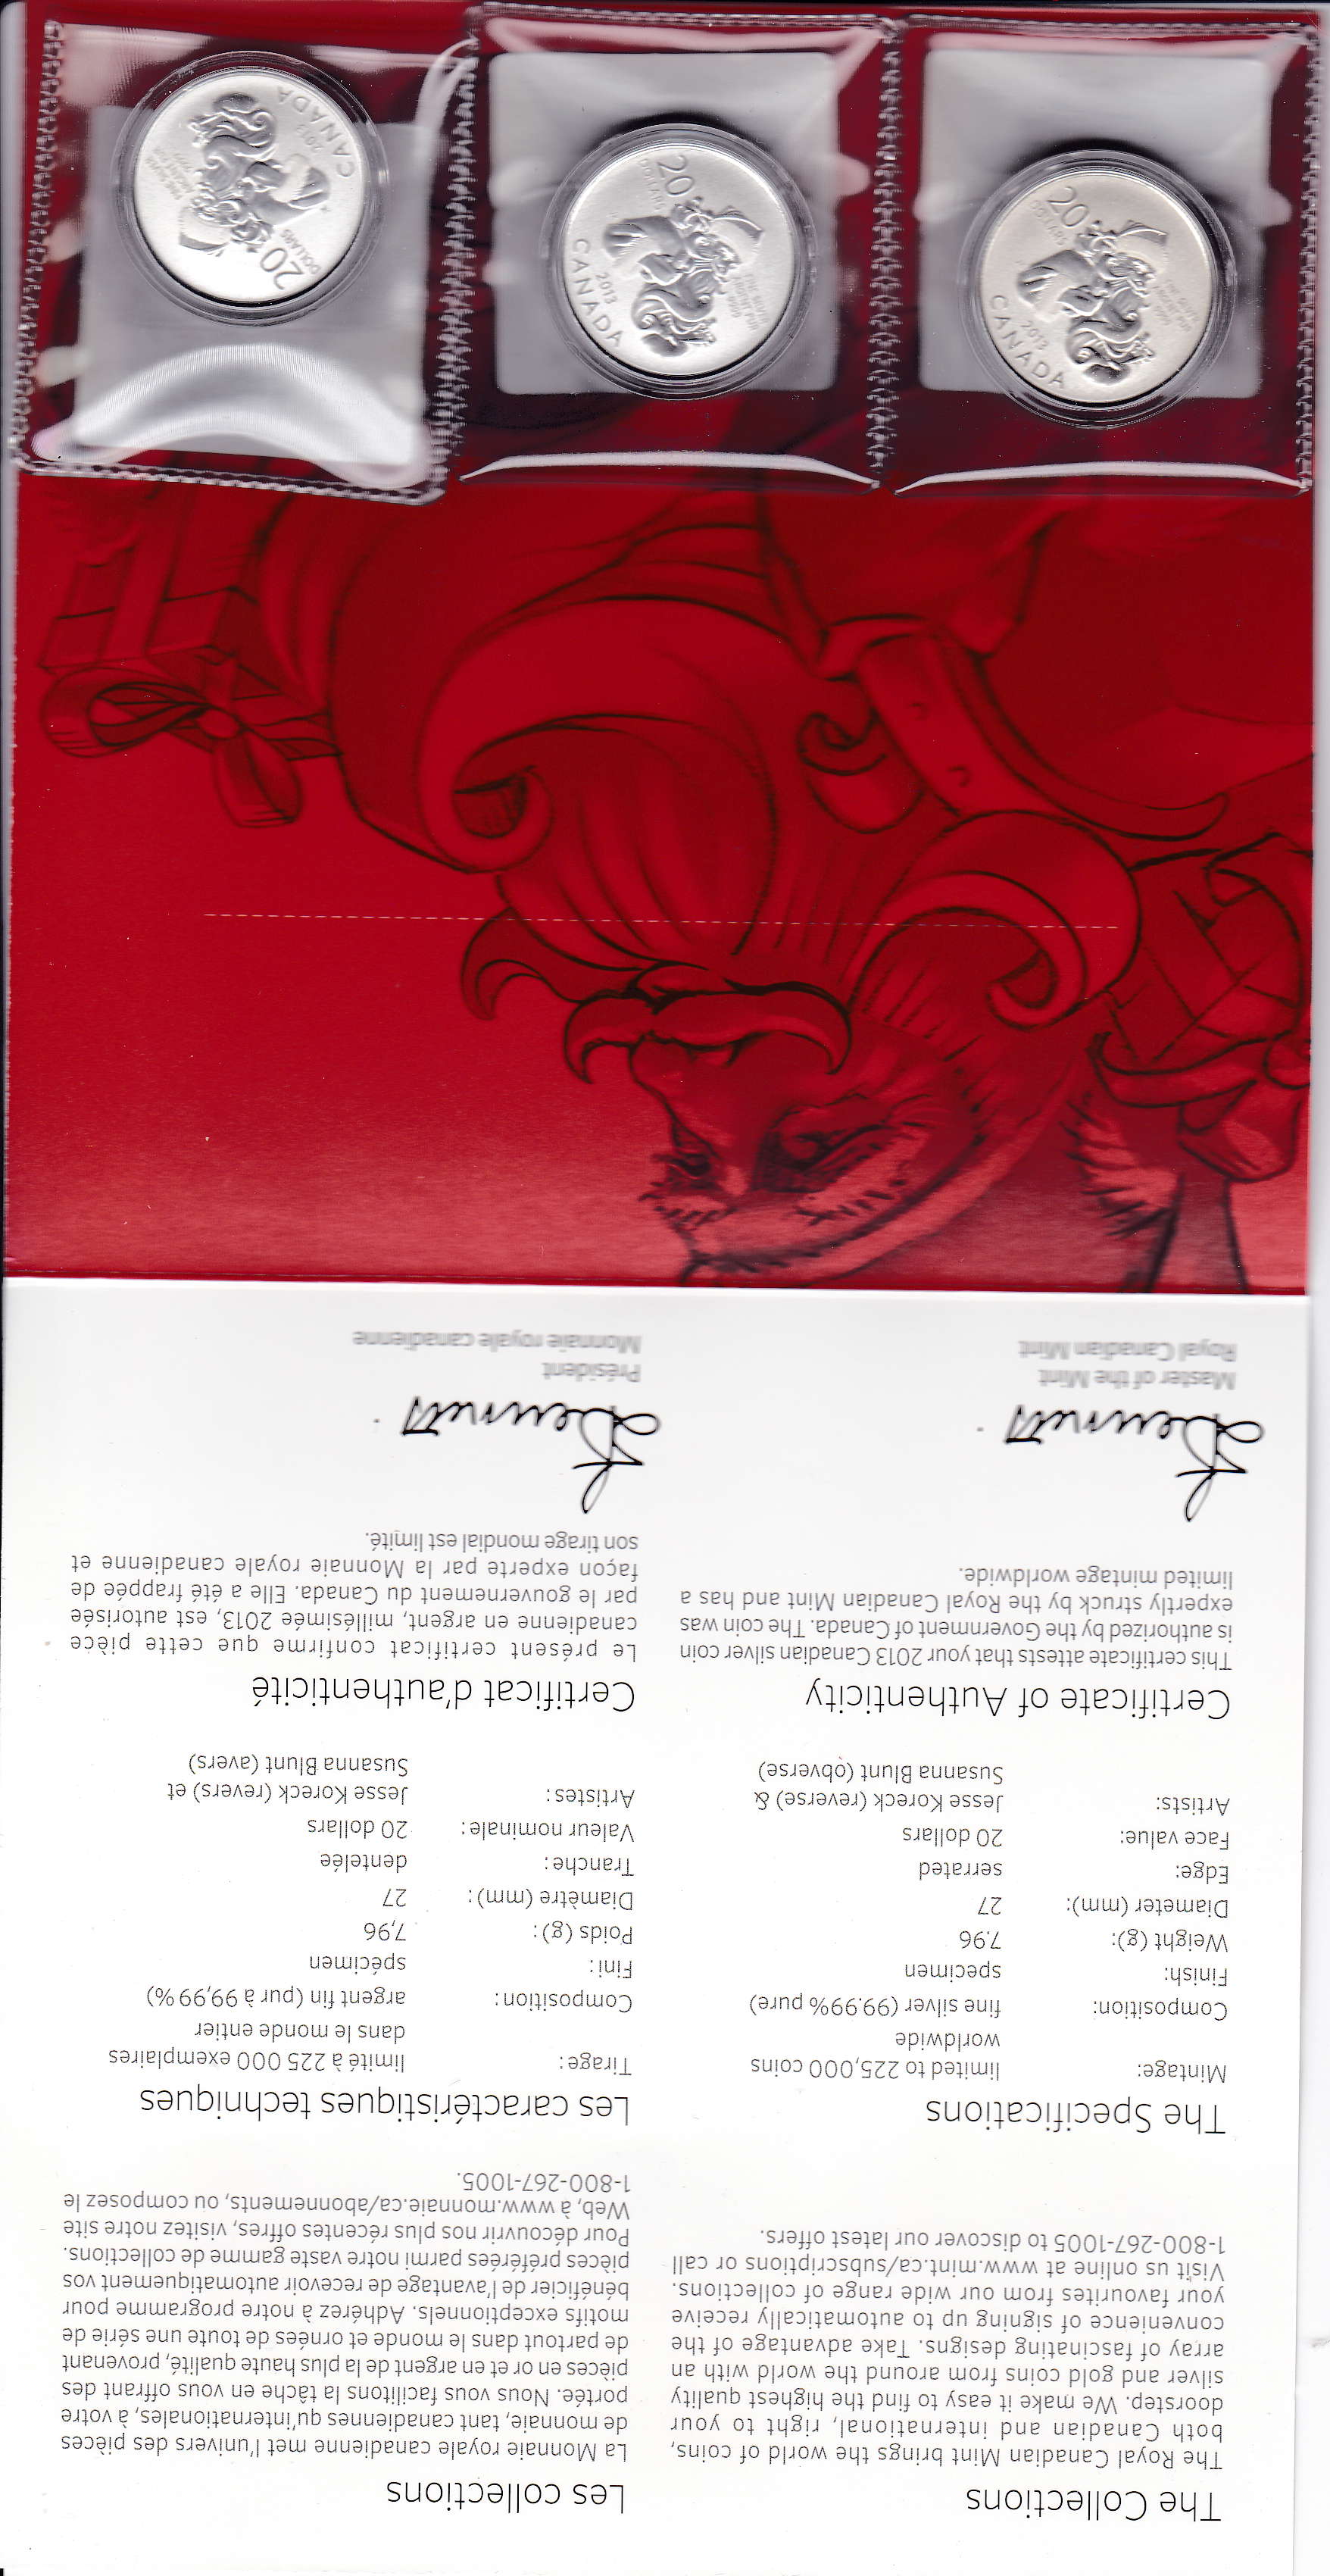 The Collections
The Royal Canadian Mint brings the world of coins,
both Canadian and international, right to your
doorstep. We make it easy to find the highest quality
silver and gold coins from around the world with an
array of fascinating designs. Take advantage of the
convenience of signing up to automatically receive
your favourites from our wide range of collections.
Visit us online at www.mint.ca/subscriptions or call
1-800-267-1005 to discover our latest offers.
The Specifications
Mintage: limited to 225,000 coins
worldwide
Composition: fine silver (99.99% pure)
Finish: specimen
Weight (g): 7.96
Diameter (mm): 27
Edge: serrated
Face value: 20 dollars
Artists: Jesse Koreck (reverse) &
Susanna Blunt (obverse)
Certificate of Authenticity
This certificate attests that your 2013 Canadian silver coin
is authorized by the Government of Canada. The coin was
expertly struck by the Royal Canadian Mint and has a
limited mintage worldwide.
Master of the Mint
Royal Canadian Mint
Les collections
La Monnaie royale canadienne met l'univers des pièces
de monnaie, tant canadiennes qu'internationales, à votre
portée. Nous vous facilitons la tâche en vous offrant des
pièces en or et en argent de la plus haute qualité, provenant
de partout dans le monde et ornées de toute une série de
motifs exceptionnels. Adhérez à notre programme pour
bénéficier de l'avantage de recevoir automatiquement vos
pièces préférées parmi notre vaste gamme de collections.
Pour découvrir nos plus récentes offres, visitez notre site
Web, à www.monnaie.ca/abonnements, ou composez le
1-800-267-1005.
Les caractéristiques techniques
Tirage : limité à 225 000 exemplaires
dans le monde entier
Composition : argent fin (pur à 99,99 %)
Fini : spécimen
Poids (g) : 7,96
Diamètre (mm) : 27
Tranche : dentelée
Valeur nominale : 20 dollars
Artistes : Jesse Koreck (revers) et
Susanna Blunt (avers)
Certificat d'authenticité
Le présent certificat confirme que cette pièce
canadienne en argent, millésimée 2013, est autorisée
par le gouvernement du Canada. Elle a été frappée de
façon experte par la Monnaie royale canadienne et
son tirage mondial est limité.
Président
Monnaie royale canadienne
20
DOLLARS
2013
CANADA
20
DOLLARS
2013
CANADA
20
DOLLARS
2013
CANADA